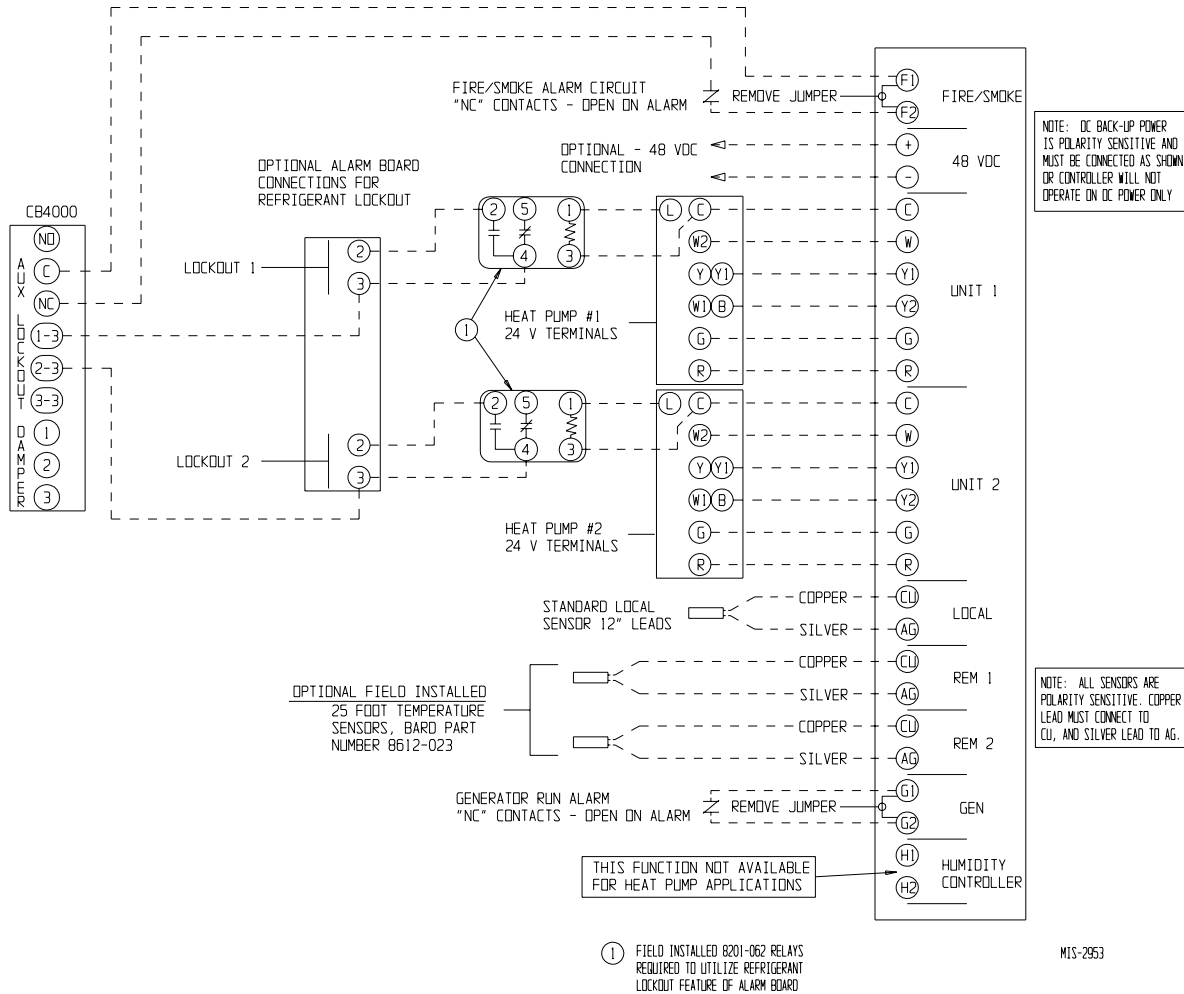 FIRE/SMOKE ALARM CIRCUIT
"NC" CONTACTS - OPEN ON ALARM
REMOVE JUMPER
F1
F2
FIRE/SMOKE
OPTIONAL - 48 VDC
CONNECTION
+
-
48 VDC
NOTE: DC BACK-UP POWER
IS POLARITY SENSITIVE AND
MUST BE CONNECTED AS SHOWN
OR CONTROLLER WILL NOT
OPERATE ON DC POWER ONLY
OPTIONAL ALARM BOARD
CONNECTIONS FOR
REFRIGERANT LOCKOUT
CB4000
AUX LOCKOUT DAMPER
NO
C
NC
1-3
2-3
3-3
1
2
3
LOCKOUT 1
2
3
LOCKOUT 2
2
3
2 5 1
4 3
1
2 5 1
4 3
HEAT PUMP #1
24 V TERMINALS
L C
W2
Y Y1
W1 B
G
R
C
W
Y1
Y2
G
R
UNIT 1
HEAT PUMP #2
24 V TERMINALS
L C
W2
Y Y1
W1 B
G
R
C
W
Y1
Y2
G
R
UNIT 2
STANDARD LOCAL
SENSOR 12" LEADS
COPPER
SILVER
CU
AG
LOCAL
OPTIONAL FIELD INSTALLED
25 FOOT TEMPERATURE
SENSORS, BARD PART
NUMBER 8612-023
COPPER
SILVER
CU
AG
REM 1
COPPER
SILVER
CU
AG
REM 2
NOTE: ALL SENSORS ARE
POLARITY SENSITIVE. COPPER
LEAD MUST CONNECT TO
CU, AND SILVER LEAD TO AG.
GENERATOR RUN ALARM
"NC" CONTACTS - OPEN ON ALARM
REMOVE JUMPER
G1
G2
GEN
THIS FUNCTION NOT AVAILABLE
FOR HEAT PUMP APPLICATIONS
H1
H2
HUMIDITY
CONTROLLER
1 FIELD INSTALLED 8201-062 RELAYS
REQUIRED TO UTILIZE REFRIGERANT
LOCKOUT FEATURE OF ALARM BOARD
MIS-2953